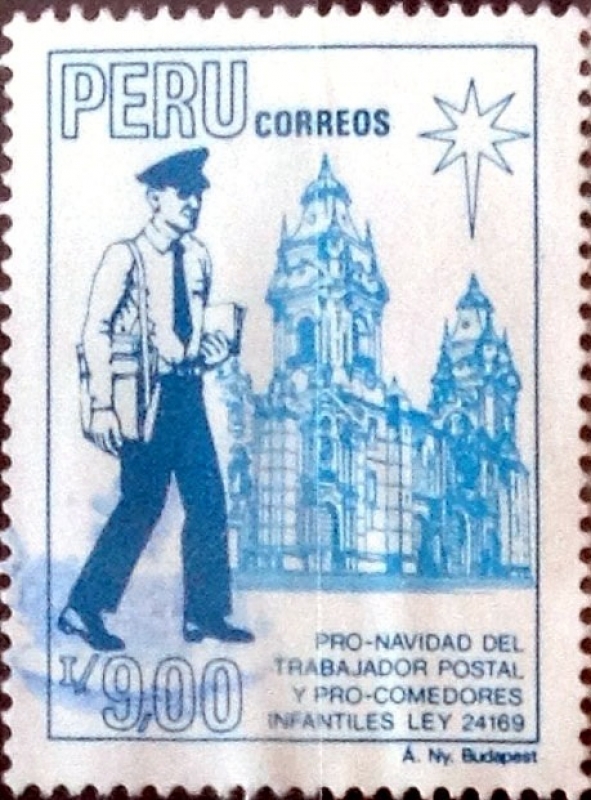 PERU CORREOS
PRO-NAVIDAD DEL
TRABAJADOR POSTAL
Y PRO-COMEDORES
INFANTILES LEY 24169
I/9,00
Á. Ny. Budapest